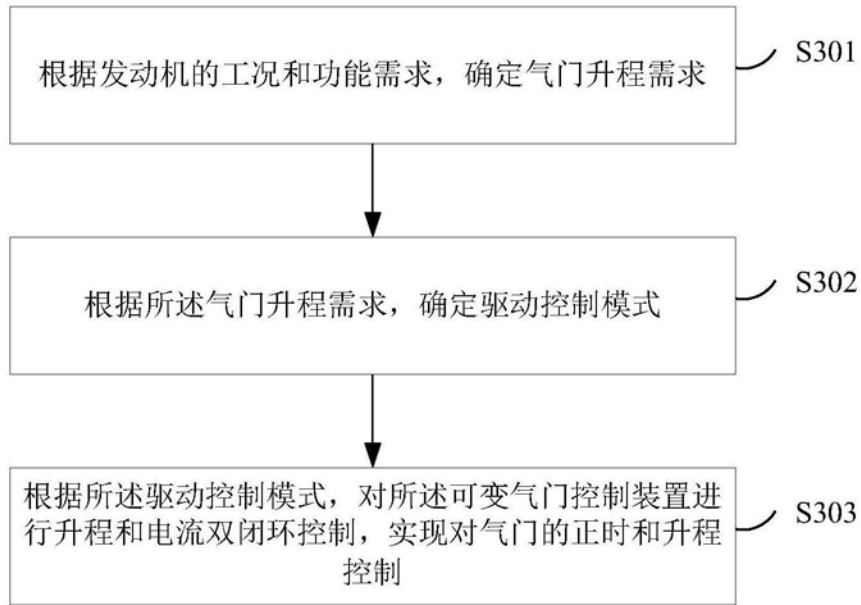 根据发动机的工况和功能需求，确定气门升程需求
S301
根据所述气门升程需求，确定驱动控制模式
S302
根据所述驱动控制模式，对所述可变气门控制装置进
行升程和电流双闭环控制，实现对气门的正时和升程
控制
S303